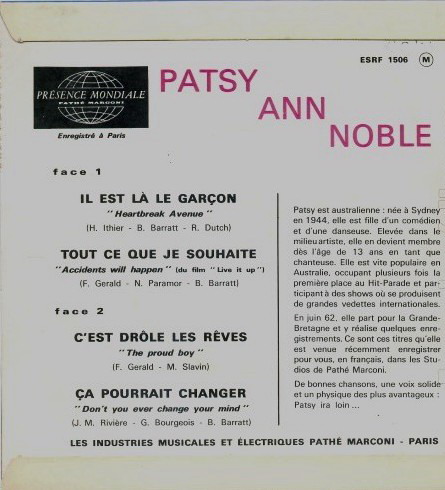 ESRF 1506 M
PRÉSENCE MONDIALE
PATHÉ MARCONI
Enregistré à Paris
PATSY
ANN
NOBLE
face 1
IL EST LÀ LE GARÇON
"Heartbreak Avenue"
(H. Ithier - B. Barratt - R. Dutch)
TOUT CE QUE JE SOUHAITE
"Accidents will happen" (du film "Live it up")
(F. Gerald - N. Paramor - B. Barratt)
face 2
C'EST DRÔLE LES RÊVES
"The proud boy"
(F. Gerald - M. Slavin)
ÇA POURRAIT CHANGER
"Don't you ever change your mind"
(J. M. Rivière - G. Bourgeois - B. Barratt)
Patsy est australienne : née à Sydney
en 1944, elle est fille d'un comédien
et d'une danseuse. Elevée dans le
milieu artiste, elle en devient membre
dès l'âge de 13 ans en tant que
chanteuse. Elle est vite populaire en
Australie, occupant plusieurs fois la
première place au Hit-Parade et par-
ticipant à des shows où se produisent
de grandes vedettes internationales.
En juin 62, elle part pour la Grande-
Bretagne et y réalise quelques enre-
gistrements. Ce sont ces titres qu'elle
est venue récemment enregistrer
pour vous, en français, dans les Stu-
dios de Pathé Marconi.
De bonnes chansons, une voix solide
et un physique des plus avantageux :
Patsy ira loin ...
LES INDUSTRIES MUSICALES ET ÉLECTRIQUES PATHÉ MARCONI - PARIS